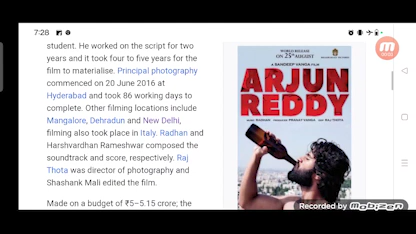 7:28
student. He worked on the script for two
years and it took four to five years for the
film to materialise. Principal photography
commenced on 20 June 2016 at
Hyderabad and took 86 working days to
complete. Other filming locations include
Mangalore, Dehradun and New Delhi,
filming also took place in Italy. Radhan and
Harshvardhan Rameshwar composed the
soundtrack and score, respectively. Raj
Thota was director of photography and
Shashank Mali edited the film.
Made on a budget of ₹5–5.15 crore; the
WORLD RELEASE
ON 25TH AUGUST
A SANDEEP VANGA FILM
ARJUN
REDDY
Recorded by Mobizen